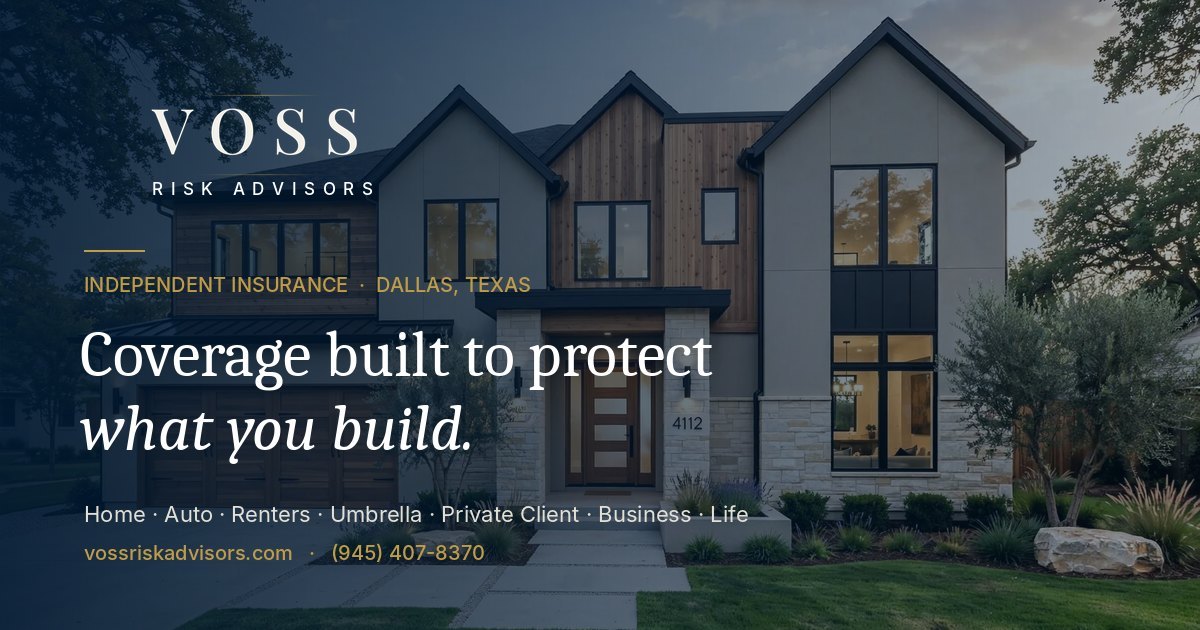 VOSS
RISK ADVISORS
INDEPENDENT INSURANCE · DALLAS, TEXAS
Coverage built to protect
what you build.
4112
Home · Auto · Renters · Umbrella · Private Client · Business · Life
vossriskadvisors.com · (945) 407-8370